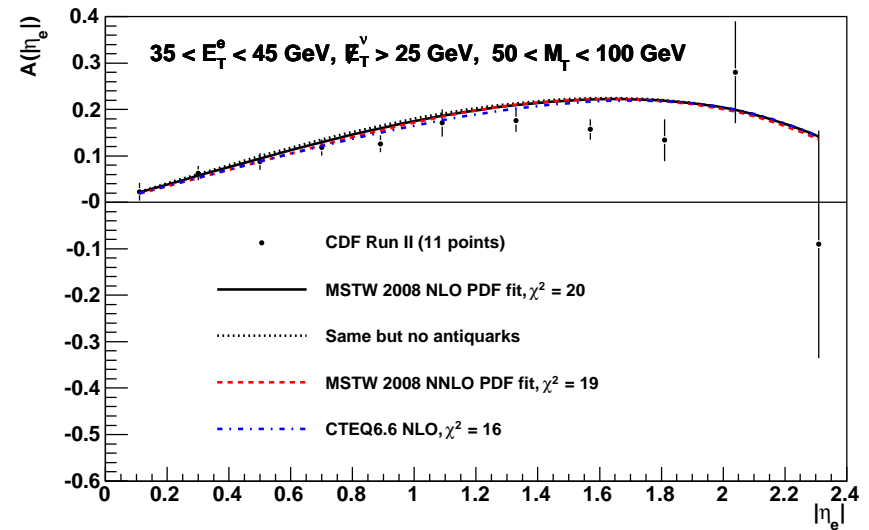 A(|ηₑ|)
35 < E_T^e < 45 GeV, E̸_T^ν > 25 GeV, 50 < M_T < 100 GeV
0.4
0.3
0.2
0.1
-0
-0.1
-0.2
-0.3
-0.4
-0.5
-0.6
CDF Run II (11 points)
MSTW 2008 NLO PDF fit, χ² = 20
Same but no antiquarks
MSTW 2008 NNLO PDF fit, χ² = 19
CTEQ6.6 NLO, χ² = 16
0 0.2 0.4 0.6 0.8 1 1.2 1.4 1.6 1.8 2 2.2 2.4
|ηₑ|